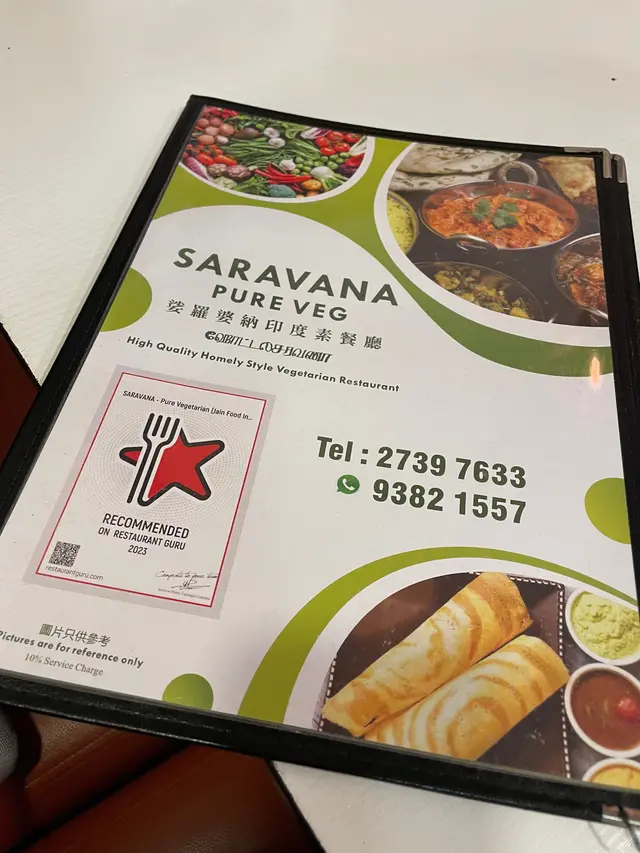 SARAVANA
PURE VEG
娑羅婆納印度素餐廳
High Quality Homely Style Vegetarian Restaurant
Tel : 2739 7633
9382 1557
SARAVANA - Pure Vegetarian (Jain Food In...
RECOMMENDED
ON RESTAURANT GURU
2023
restaurantguru.com
圖片只供參考
Pictures are for reference only
10% Service Charge